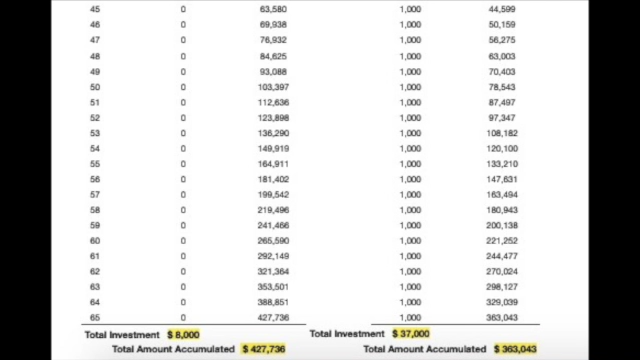 45 0 63,580 1,000 44,599
46 0 69,938 1,000 50,159
47 0 76,932 1,000 56,275
48 0 84,625 1,000 63,003
49 0 93,088 1,000 70,403
50 0 103,397 1,000 78,543
51 0 112,636 1,000 87,497
52 0 123,898 1,000 97,347
53 0 136,290 1,000 108,182
54 0 149,919 1,000 120,100
55 0 164,911 1,000 133,210
56 0 181,402 1,000 147,631
57 0 199,542 1,000 163,494
58 0 219,496 1,000 180,943
59 0 241,466 1,000 200,138
60 0 265,590 1,000 221,252
61 0 292,149 1,000 244,477
62 0 321,364 1,000 270,024
63 0 353,501 1,000 298,127
64 0 388,851 1,000 329,039
65 0 427,736 1,000 363,043
Total Investment $ 8,000 Total Investment $ 37,000
Total Amount Accumulated $ 427,736 Total Amount Accumulated $ 363,043